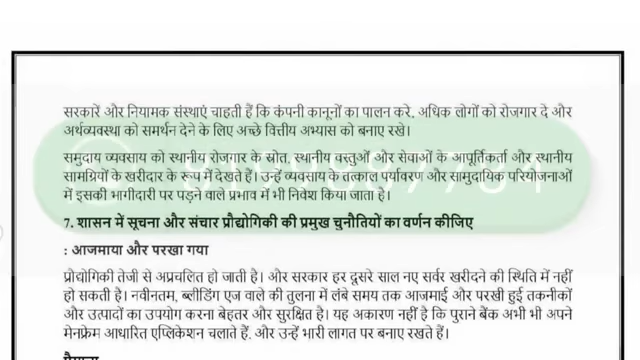 सरकारें और नियामक संस्थाएं चाहती हैं कि कंपनी कानूनों का पालन करे, अधिक लोगों को रोजगार दे और
अर्थव्यवस्था को समर्थन देने के लिए अच्छे वित्तीय अभ्यास को बनाए रखे।
समुदाय व्यवसाय को स्थानीय रोजगार के स्रोत, स्थानीय वस्तुओं और सेवाओं के आपूर्तिकर्ता और स्थानीय
सामग्रियों के खरीदार के रूप में देखते हैं। उन्हें व्यवसाय के तत्काल पर्यावरण और सामुदायिक परियोजनाओं
में इसकी भागीदारी पर पड़ने वाले प्रभाव में भी निवेश किया जाता है।
7. शासन में सूचना और संचार प्रौद्योगिकी की प्रमुख चुनौतियों का वर्णन कीजिए
: आजमाया और परखा गया
प्रौद्योगिकी तेजी से अप्रचलित हो जाती है। और सरकार हर दूसरे साल नए सर्वर खरीदने की स्थिति में नहीं
हो सकती है। नवीनतम, ब्लीडिंग एज वाले की तुलना में लंबे समय तक आजमाई और परखी हुई तकनीकों
और उत्पादों का उपयोग करना बेहतर और सुरक्षित है। यह अकारण नहीं है कि पुराने बैंक अभी भी अपने
मेनफ्रेम आधारित एप्लिकेशन चलाते हैं, और उन्हें भारी लागत पर बनाए रखते हैं।